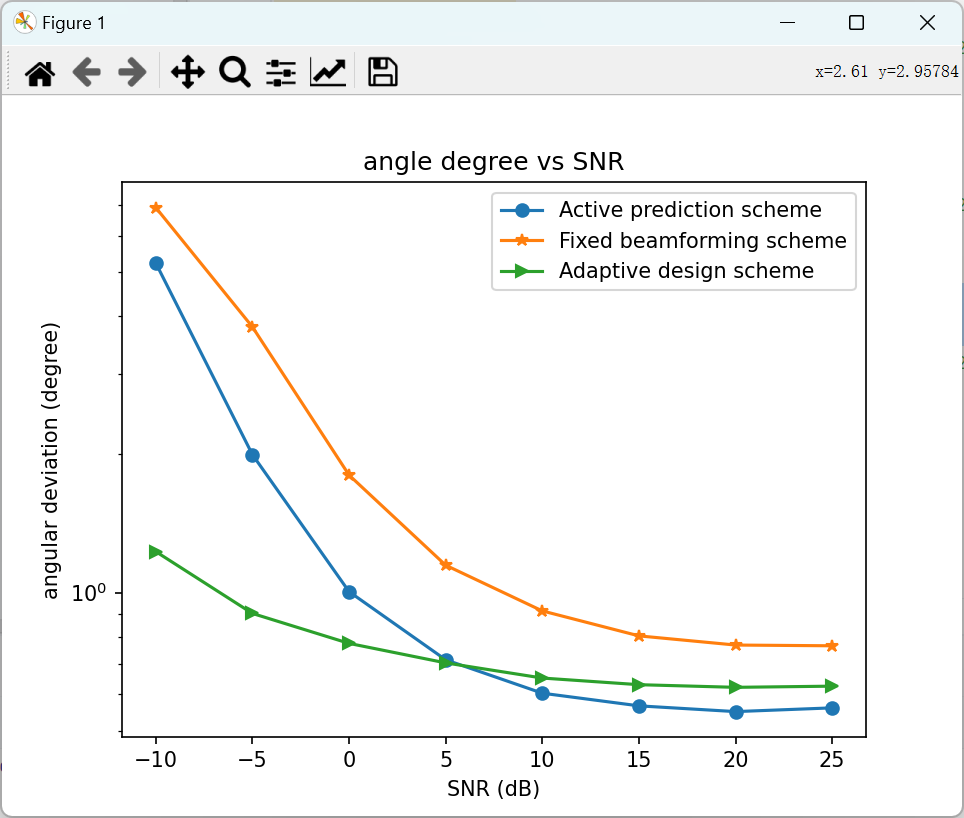 Figure 1
x=2.61 y=2.95784
angle degree vs SNR
Active prediction scheme
Fixed beamforming scheme
Adaptive design scheme
angular deviation (degree)
10⁰
−10 −5 0 5 10 15 20 25
SNR (dB)